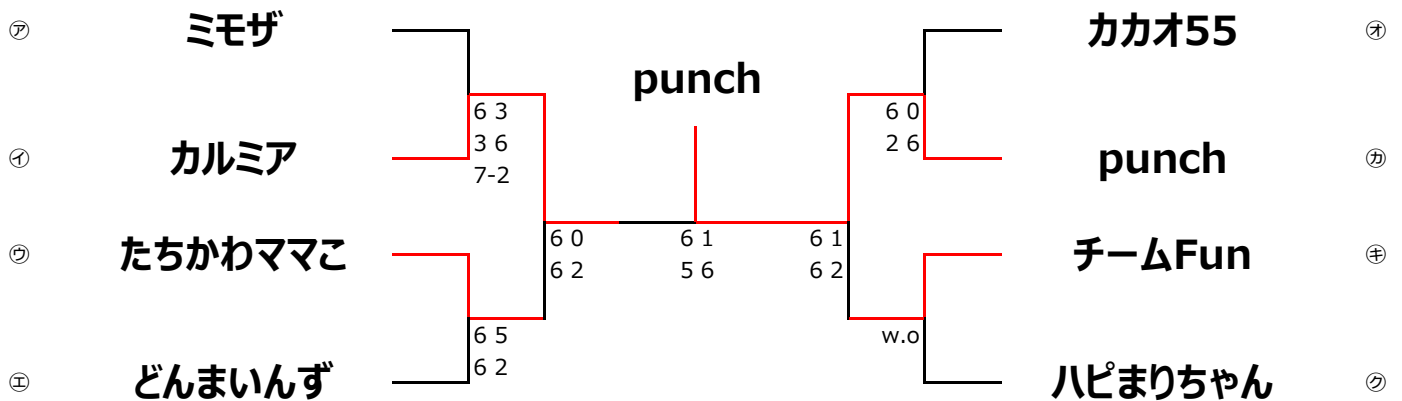 ㋐ ミモザ カカオ55 ㋔
punch
6 3 6 0
3 6 2 6
㋑ カルミア punch ㋕
7-2
6 0 6 1 6 1
㋒ たちかわママこ チームFun ㋖
6 2 5 6 6 2
6 5 w.o
6 2
㋓ どんまいんず ハピまりちゃん ㋗